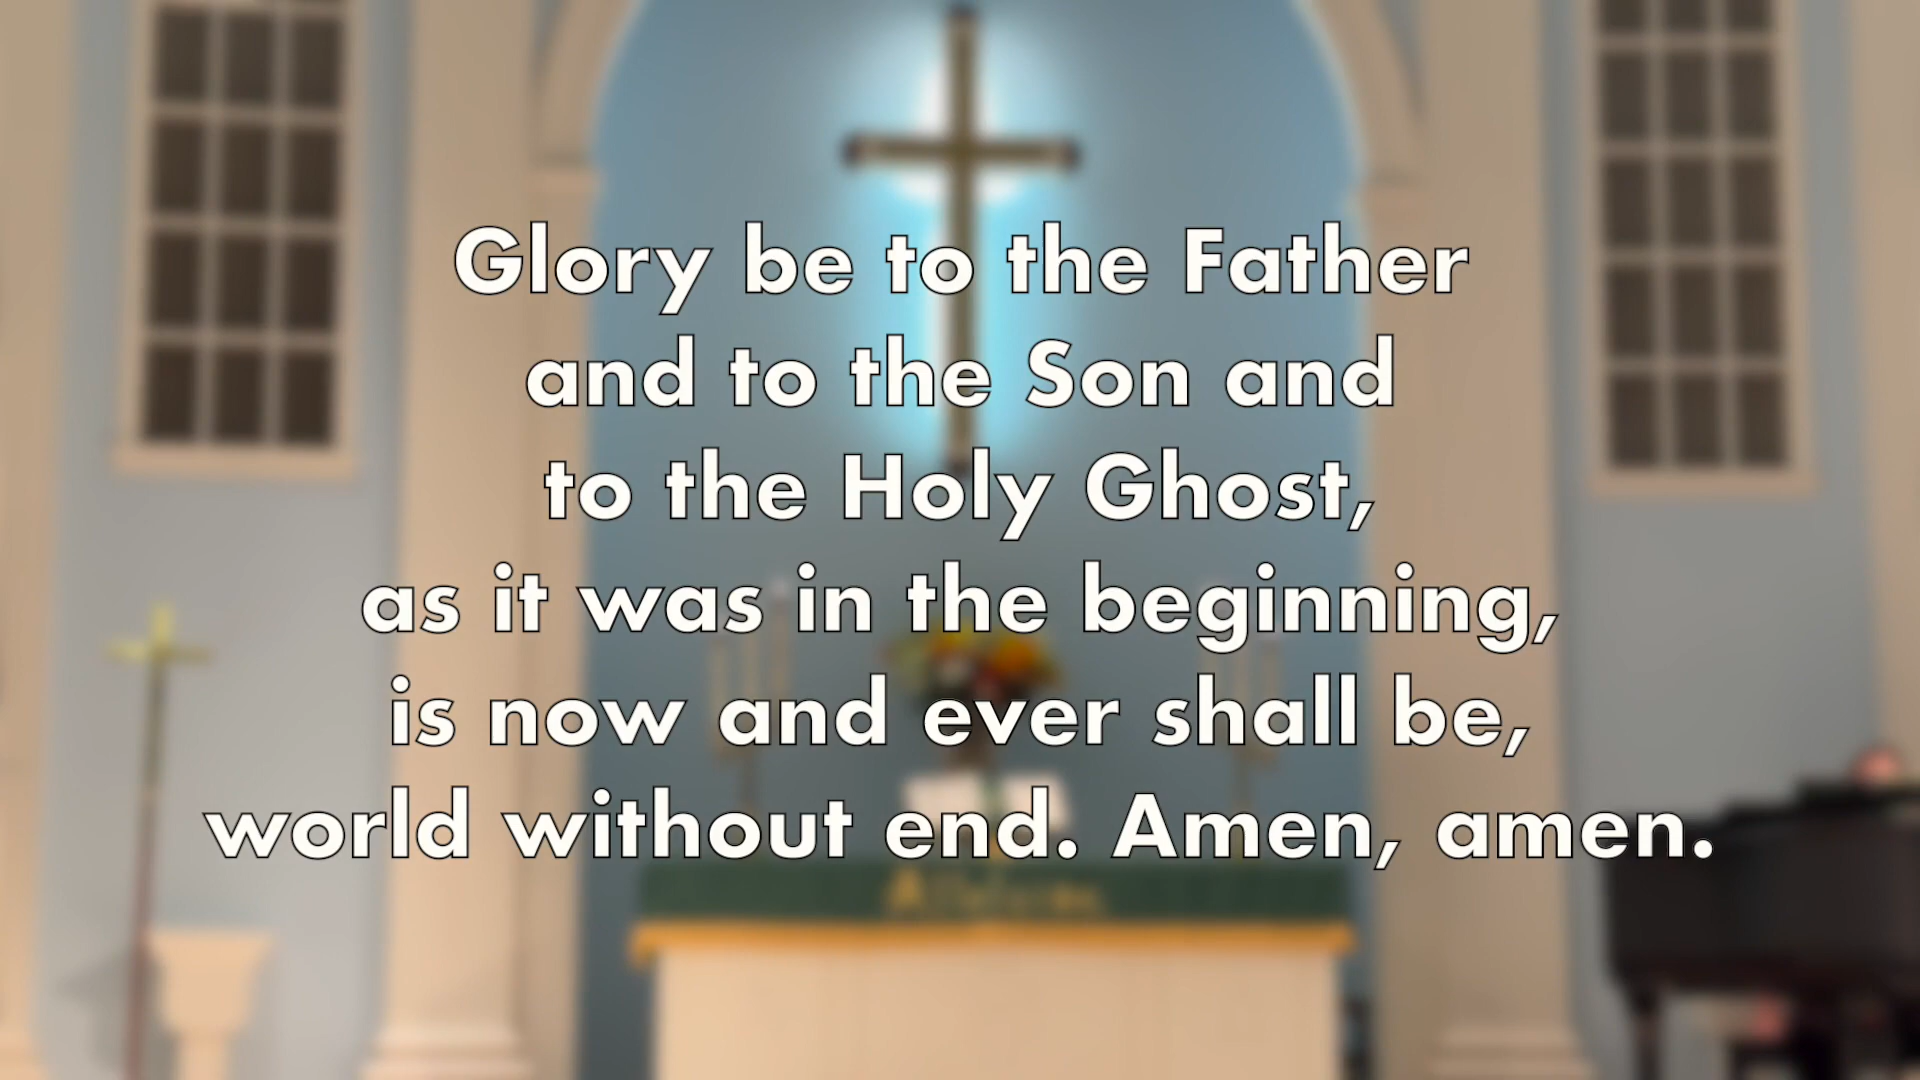 Glory be to the Father
and to the Son and
to the Holy Ghost,
as it was in the beginning,
is now and ever shall be,
world without end. Amen, amen.
Alleluia